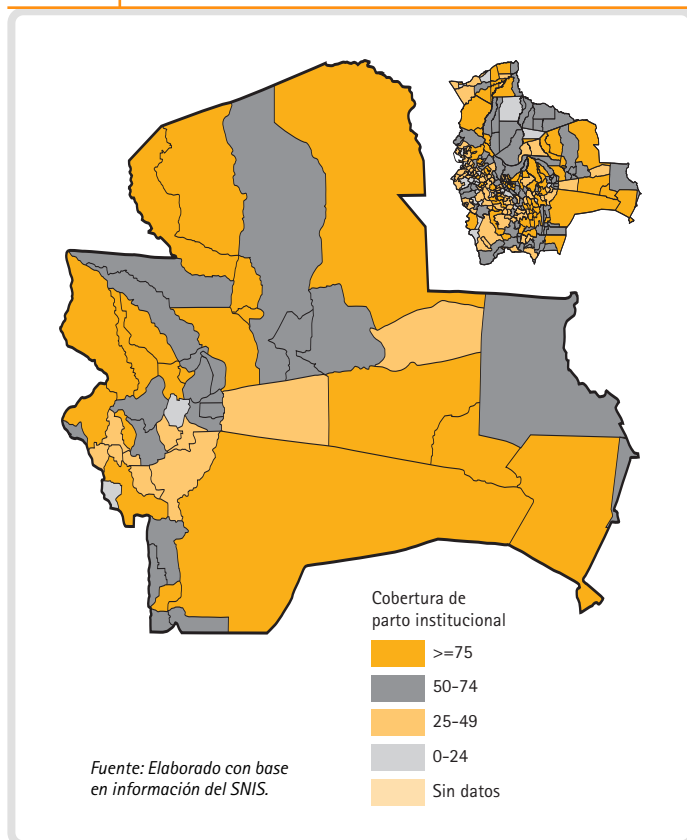 Cobertura de
parto institucional
>=75
50-74
25-49
0-24
Sin datos
Fuente: Elaborado con base
en información del SNIS.